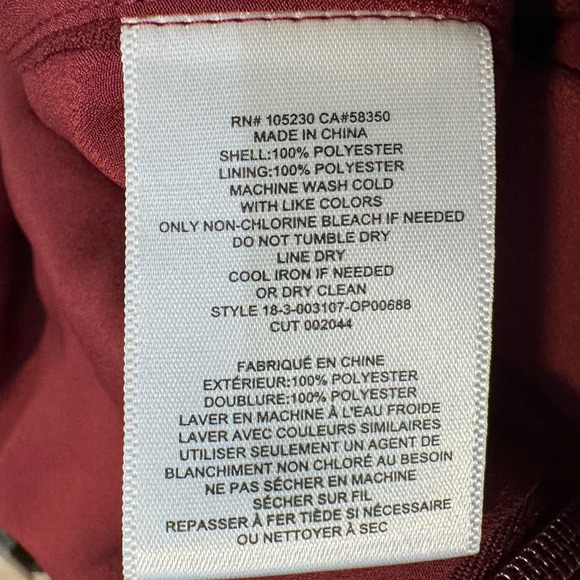 RN# 105230 CA#58350
MADE IN CHINA
SHELL:100% POLYESTER
LINING:100% POLYESTER
MACHINE WASH COLD
WITH LIKE COLORS
ONLY NON-CHLORINE BLEACH IF NEEDED
DO NOT TUMBLE DRY
LINE DRY
COOL IRON IF NEEDED
OR DRY CLEAN
STYLE 18-3-003107-OP00688
CUT 002044
FABRIQUÉ EN CHINE
EXTÉRIEUR:100% POLYESTER
DOUBLURE:100% POLYESTER
LAVER EN MACHINE À L'EAU FROIDE
LAVER AVEC COULEURS SIMILAIRES
UTILISER SEULEMENT UN AGENT DE
BLANCHIMENT NON CHLORÉ AU BESOIN
NE PAS SÉCHER EN MACHINE
SÉCHER SUR FIL
REPASSER À FER TIÈDE SI NÉCESSAIRE
OU NETTOYER À SEC